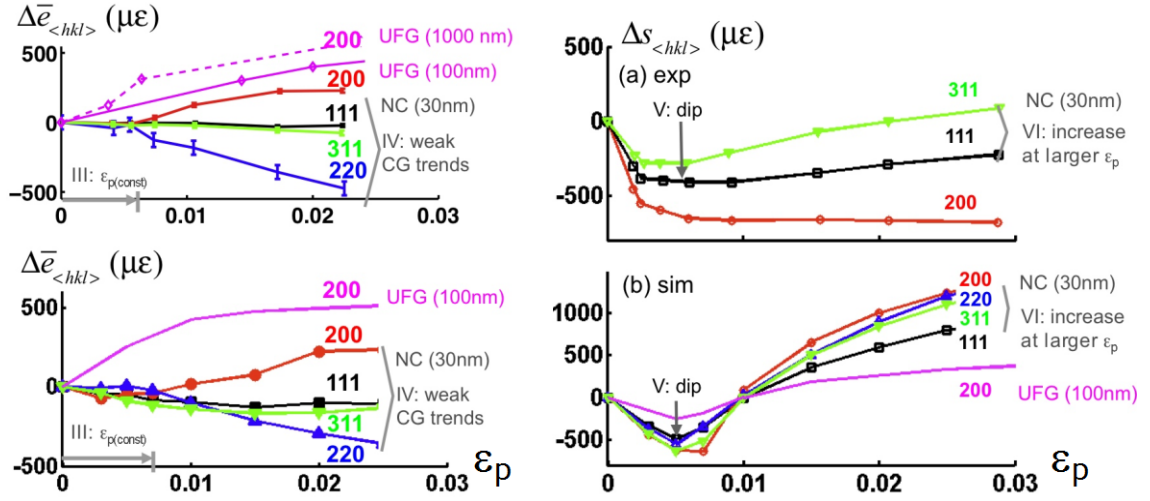 Δe̅<hkl> (με)
500
0
−500
0
0.01
0.02
0.03
200
UFG (1000 nm)
UFG (100nm)
200
111
311
220
NC (30nm)
IV: weak
CG trends
III: εp(const)
Δs<hkl> (με)
500
0
-500
(a) exp
V: dip
311
111
200
NC (30nm)
VI: increase
at larger εp
Δe̅<hkl> (με)
500
0
-500
0
0.01
0.02
0.03
200
UFG (100nm)
200
111
311
220
NC (30nm)
IV: weak
CG trends
III: εp(const)
εp
(b) sim
1000
500
0
-500
0
0.01
0.02
0.03
V: dip
200
220
311
111
200
NC (30nm)
VI: increase
at larger εp
UFG (100nm)
εp